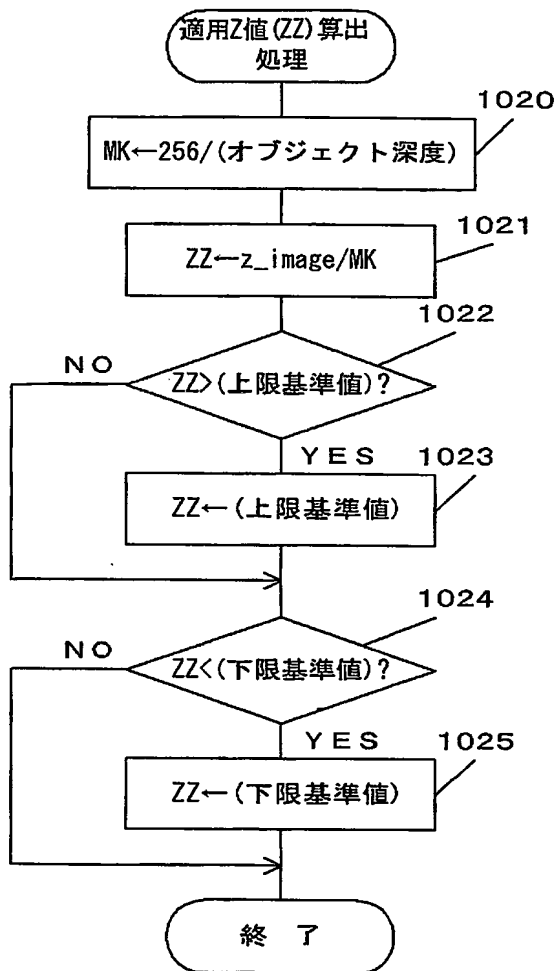 適用Z値(ZZ)算出
処理
1020
MK←256/(オブジェクト深度)
1021
ZZ←z_image/MK
1022
NO
ZZ>(上限基準値)?
YES
1023
ZZ←(上限基準値)
1024
NO
ZZ<(下限基準値)?
YES
1025
ZZ←(下限基準値)
終 了